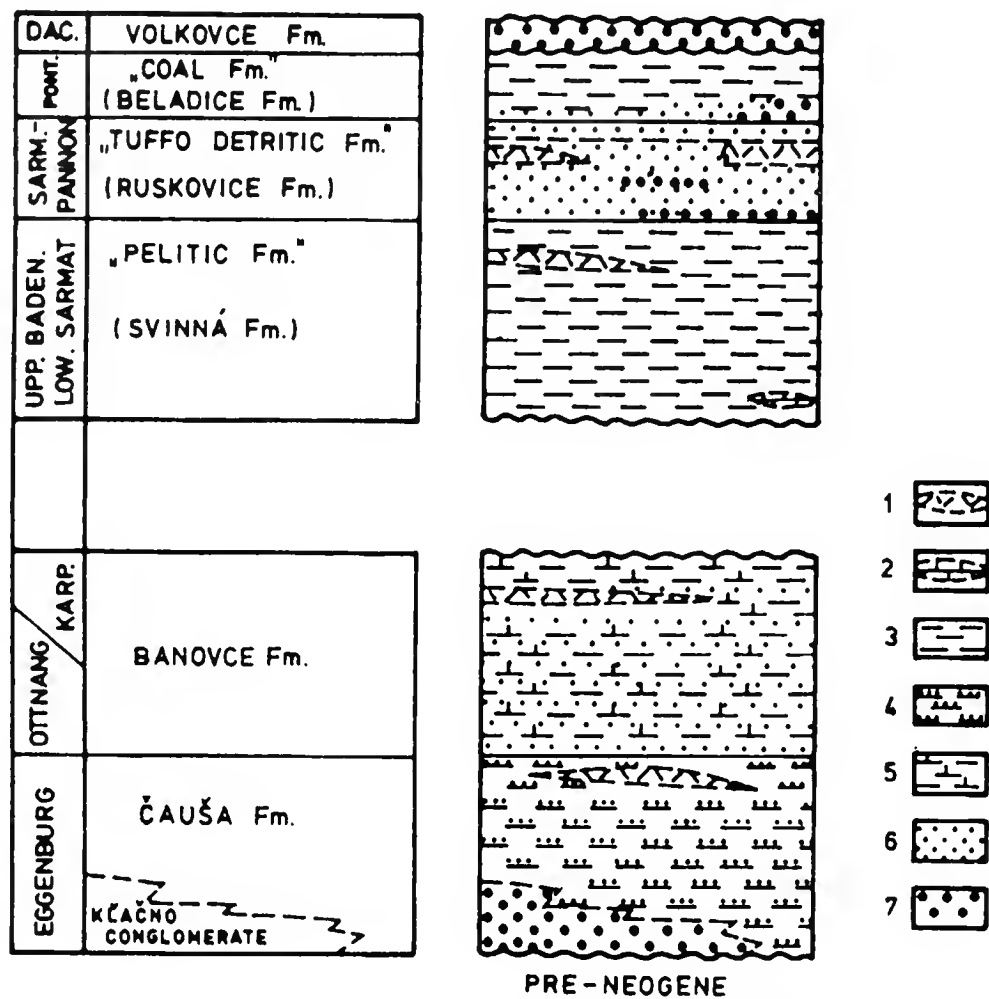 DAC.
VOLKOVCE Fm.
PONT.
„COAL Fm."
(BELADICE Fm.)
SARM.-
PANNON
„TUFFO DETRITIC Fm."
(RUSKOVICE Fm.)
UPP. BADEN.
LOW. SARMAT
„PELITIC Fm."
(SVINNÁ Fm.)
KARP.
OTTNANG
BANOVCE Fm.
EGGENBURG
ČAUŠA Fm.
KĽAČNO
CONGLOMERATE
PRE-NEOGENE
1
2
3
4
5
6
7